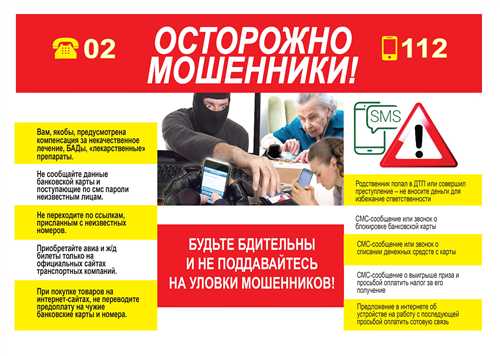 02
ОСТОРОЖНО
МОШЕННИКИ!
112
Вам, якобы, предусмотрена
компенсация за некачественное
лечение, БАДы, «лекарственные»
препараты.
Не сообщайте данные
банковской карты и
поступающие по смс пароли
неизвестным лицам.
Не переходите по ссылкам,
присланным с неизвестных
номеров.
Приобретайте авиа и ж/д
билеты только на
официальных сайтах
транспортных компаний.
При покупке товаров на
интернет-сайтах, не переводите
предоплату на чужие
банковские карты и номера.
БУДЬТЕ БДИТЕЛЬНЫ
И НЕ ПОДДАВАЙТЕСЬ
НА УЛОВКИ МОШЕННИКОВ!
SMS
Родственник попал в ДТП или совершил
преступление – не вносите деньги для
избежание ответственности
СМС-сообщение или звонок о
блокировке банковской карты
СМС-сообщение или звонок о
списании денежных средств с карты
СМС-сообщение о выигрыше приза и
просьбой оплатить налог за его
получение
Предложение в интернете об
устройстве на работу с последующей
просьбой оплатить сотовую связь